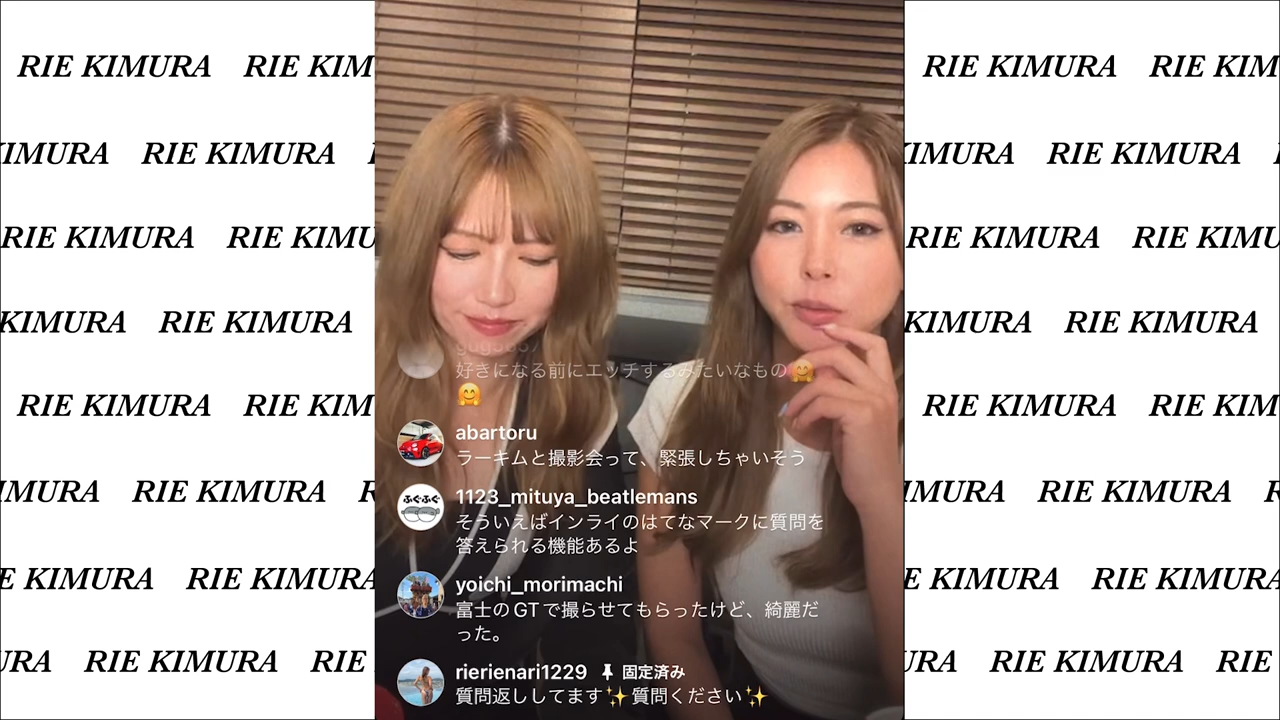 RIE KIMURA RIE KIM
IMURA RIE KIMURA
RIE KIMURA RIE KIMU
KIMURA RIE KIMURA
RIE KIMURA RIE KIM
IMURA RIE KIMURA R
E KIMURA RIE KIMURA
URA RIE KIMURA RIE
好きになる前にエッチするみたいなもの🤗
🤗
abartoru
ラーキムと撮影会って、緊張しちゃいそう
ふぐふぐ
1123_mituya_beatlemans
そういえばインライのはてなマークに質問を
答えられる機能あるよ
yoichi_morimachi
富士のGTで撮らせてもらったけど、綺麗だ
った。
rierienari1229 固定済み
質問返ししてます✨質問ください✨
RIE KIMURA RIE KIM
IMURA RIE KIMURA
RIE KIMURA RIE KIMU
KIMURA RIE KIMURA
RIE KIMURA RIE KIM
IMURA RIE KIMURA R
E KIMURA RIE KIMURA
URA RIE KIMURA RIE